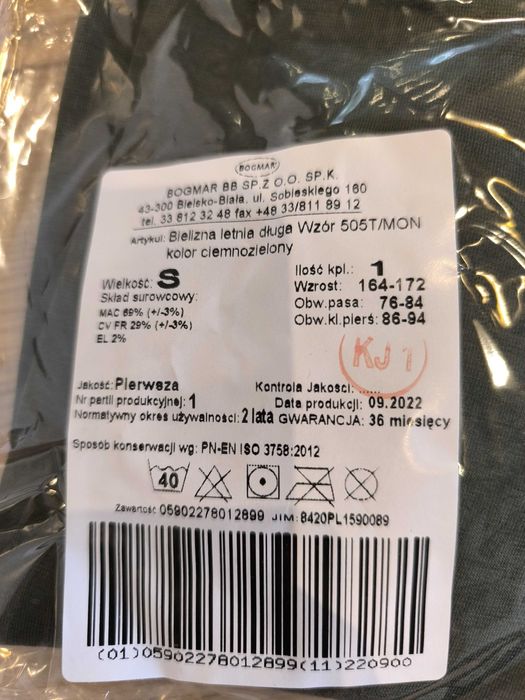 BOGMAR
BOGMAR BB SP.Z O.O. SP.K.
43-300 Bielsko-Biała, ul. Sobieskiego 160
tel. 33 812 32 48 fax +48 33/811 89 12
Artykuł: Bielizna letnia długa Wzór 505T/MON
kolor ciemnozielony
Wielkość: S
Skład surowcowy:
MAC 69% (+/-3%)
CV FR 29% (+/-3%)
EL 2%
Ilość kpl.: 1
Wzrost: 164-172
Obw.pasa: 76-84
Obw.kl.pierś: 86-94
KJ 1
Jakość: Pierwsza Kontrola Jakości: ......
Nr partii produkcyjnej: 1 Data produkcji: 09.2022
Normatywny okres używalności: 2 lata GWARANCJA: 36 miesięcy
Sposób konserwacji wg: PN-EN ISO 3758:2012
40
Zawartość 05902278012899 JIM: 8420PL1590089
(01)05902278012899(11)220900